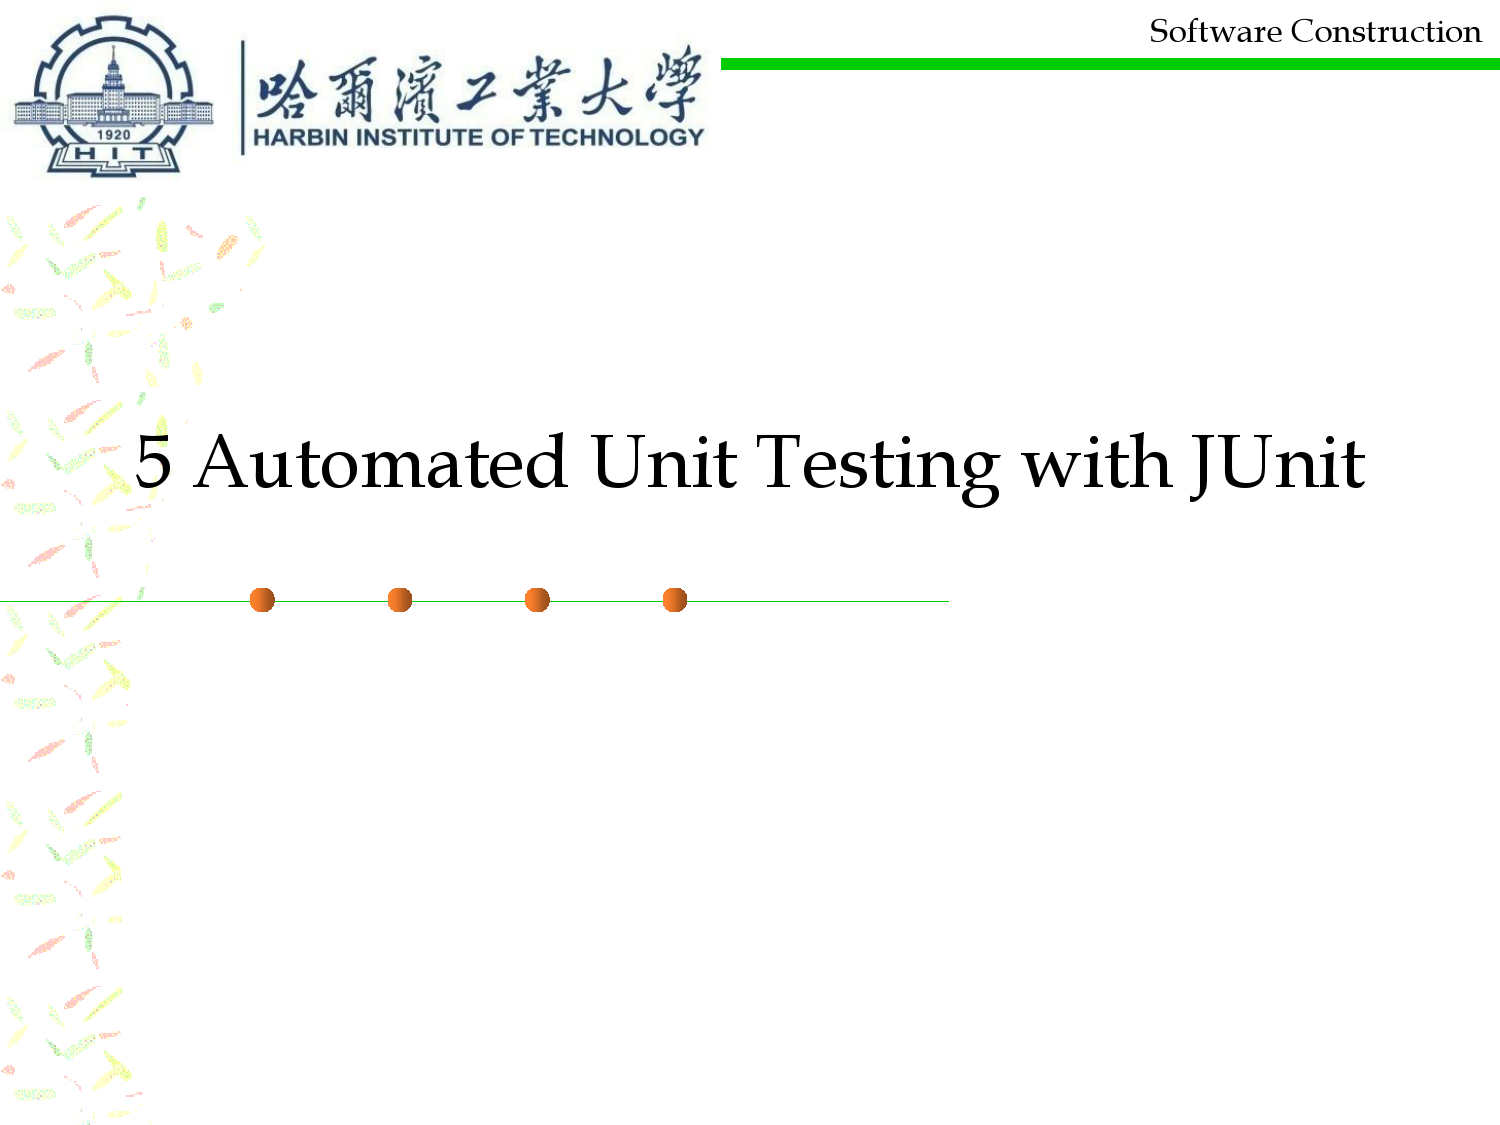 Software Construction
哈爾濱工業大學
HARBIN INSTITUTE OF TECHNOLOGY
1920
HIT
5 Automated Unit Testing with JUnit